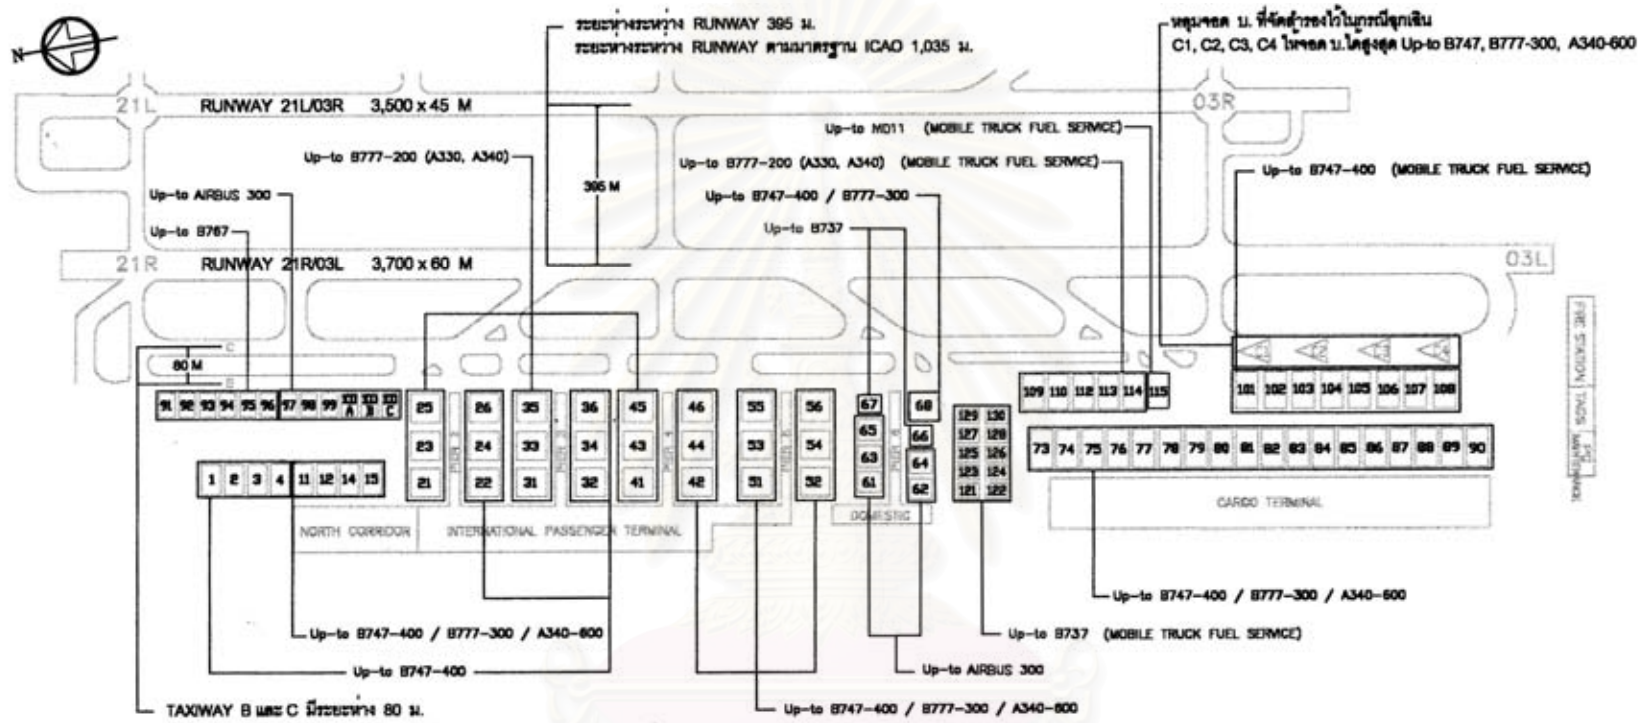 ระยะห่างระหว่าง RUNWAY 395 ม.
ระยะห่างระหว่าง RUNWAY ตามมาตรฐาน ICAO 1,035 ม.
หลุมจอด บ. ที่จัดสำรองไว้ในกรณีฉุกเฉิน
C1, C2, C3, C4 ให้จอด บ.ได้สูงสุด Up-to B747, B777-300, A340-600
N
21L RUNWAY 21L/03R 3,500 x 45 M 03R
Up-to MD11 (MOBILE TRUCK FUEL SERVICE)
Up-to B777-200 (A330, A340)
Up-to B777-200 (A330, A340) (MOBILE TRUCK FUEL SERVICE)
Up-to B747-400 (MOBILE TRUCK FUEL SERVICE)
395 M
Up-to AIRBUS 300
Up-to B747-400 / B777-300
Up-to B767
Up-to B737
21R RUNWAY 21R/03L 3,700 x 60 M 03L
C
80 M
B
FIRE STATION
91 92 93 94 95 96 97 98 99 100 A 100 B 100 C
25 26 35 36 45 46 55 56
23 24 33 34 43 44 53 54
21 22 31 32 41 42 51 52
67 68
65 66
63 64
61 62
129 130
127 128
125 126
123 124
121 122
109 110 112 113 114 115
101 102 103 104 105 106 107 108
73 74 75 76 77 78 79 80 81 82 83 84 85 86 87 88 89 90
1 2 3 4 11 12 14 15
NORTH CORRIDOR
INTERNATIONAL PASSENGER TERMINAL
DOMESTIC
CARGO TERMINAL
Up-to B747-400 / B777-300 / A340-600
Up-to B747-400 / B777-300 / A340-600
Up-to B737 (MOBILE TRUCK FUEL SERVICE)
Up-to B747-400
Up-to AIRBUS 300
TAXIWAY B และ C มีระยะห่าง 80 ม.
Up-to B747-400 / B777-300 / A340-600